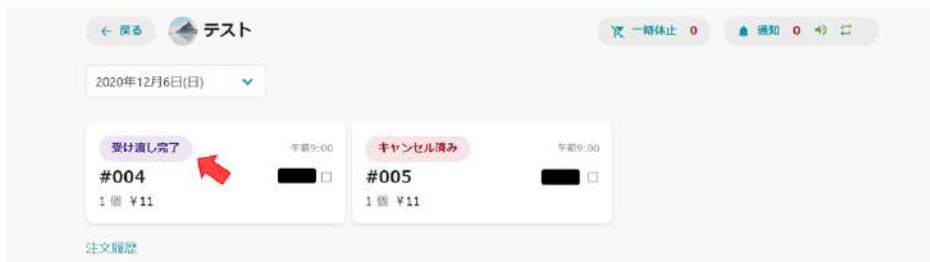 ← 戻る テスト 一時休止 0 通知 0
2020年12月6日(日)
受け渡し完了 午前9:00 キャンセル済み 午前9:00
#004 #005
1 個 ¥11 1 個 ¥11
注文履歴